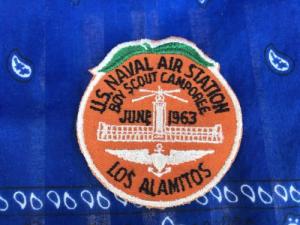 U.S. NAVAL AIR STATION
BOY SCOUT CAMPOREE
JUNE 1963
LOS ALAMITOS